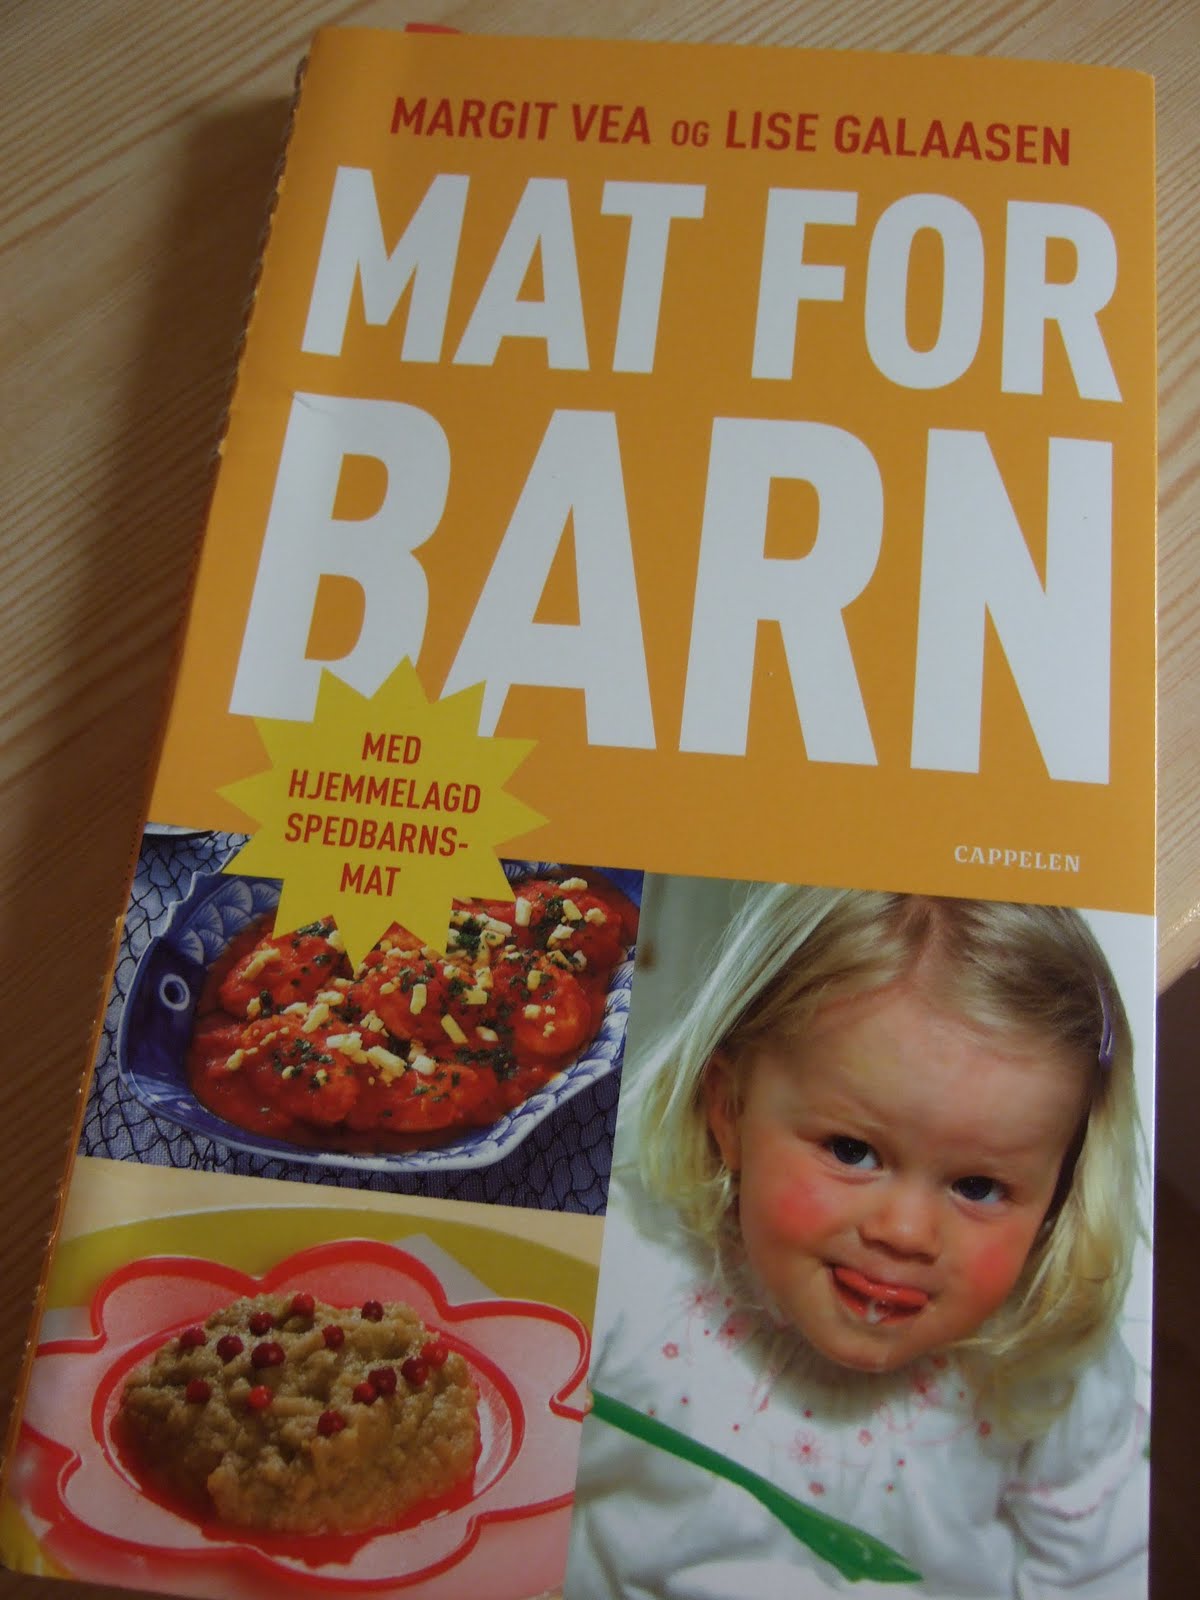 MARGIT VEA OG LISE GALAASEN
MAT FOR
BARN
MED
HJEMMELAGD
SPEDBARNS-
MAT
CAPPELEN